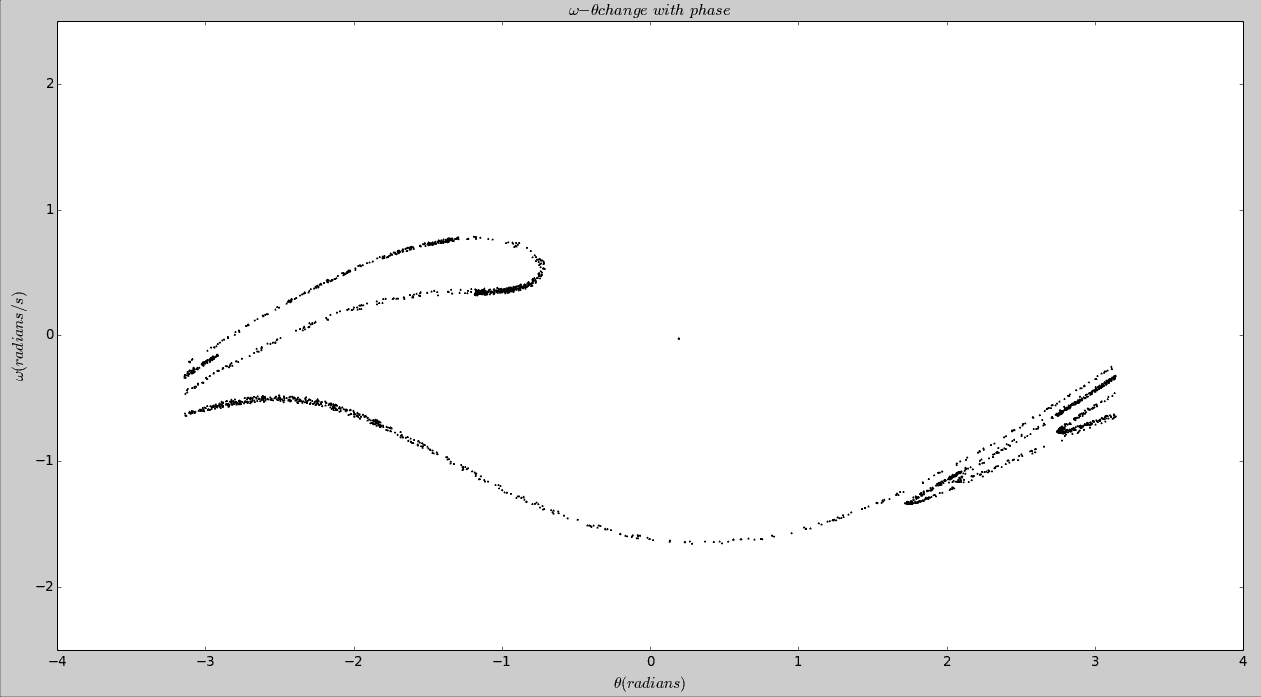 ω−θchange with phase
2
1
0
−1
−2
ω(radians/s)
−4 −3 −2 −1 0 1 2 3 4
θ(radians)